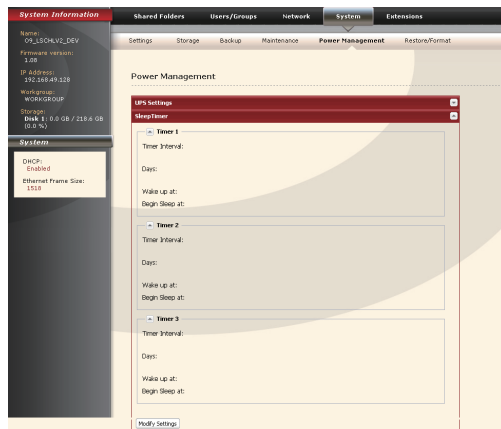 System Information
Name:
09_LSCHLV2_DEV
Firmware version:
1.08
IP Address:
192.168.49.128
Workgroup:
WORKGROUP
Storage:
Disk 1: 0.0 GB / 218.6 GB
(0.0 %)
System
DHCP:
Enabled
Ethernet Frame Size:
1518
Shared Folders Users/Groups Network System Extensions
Settings Storage Backup Maintenance Power Management Restore/Format
Power Management
UPS Settings
SleepTimer
Timer 1
Timer Interval:
Days:
Wake up at:
Begin Sleep at:
Timer 2
Timer Interval:
Days:
Wake up at:
Begin Sleep at:
Timer 3
Timer Interval:
Days:
Wake up at:
Begin Sleep at:
Modify Settings